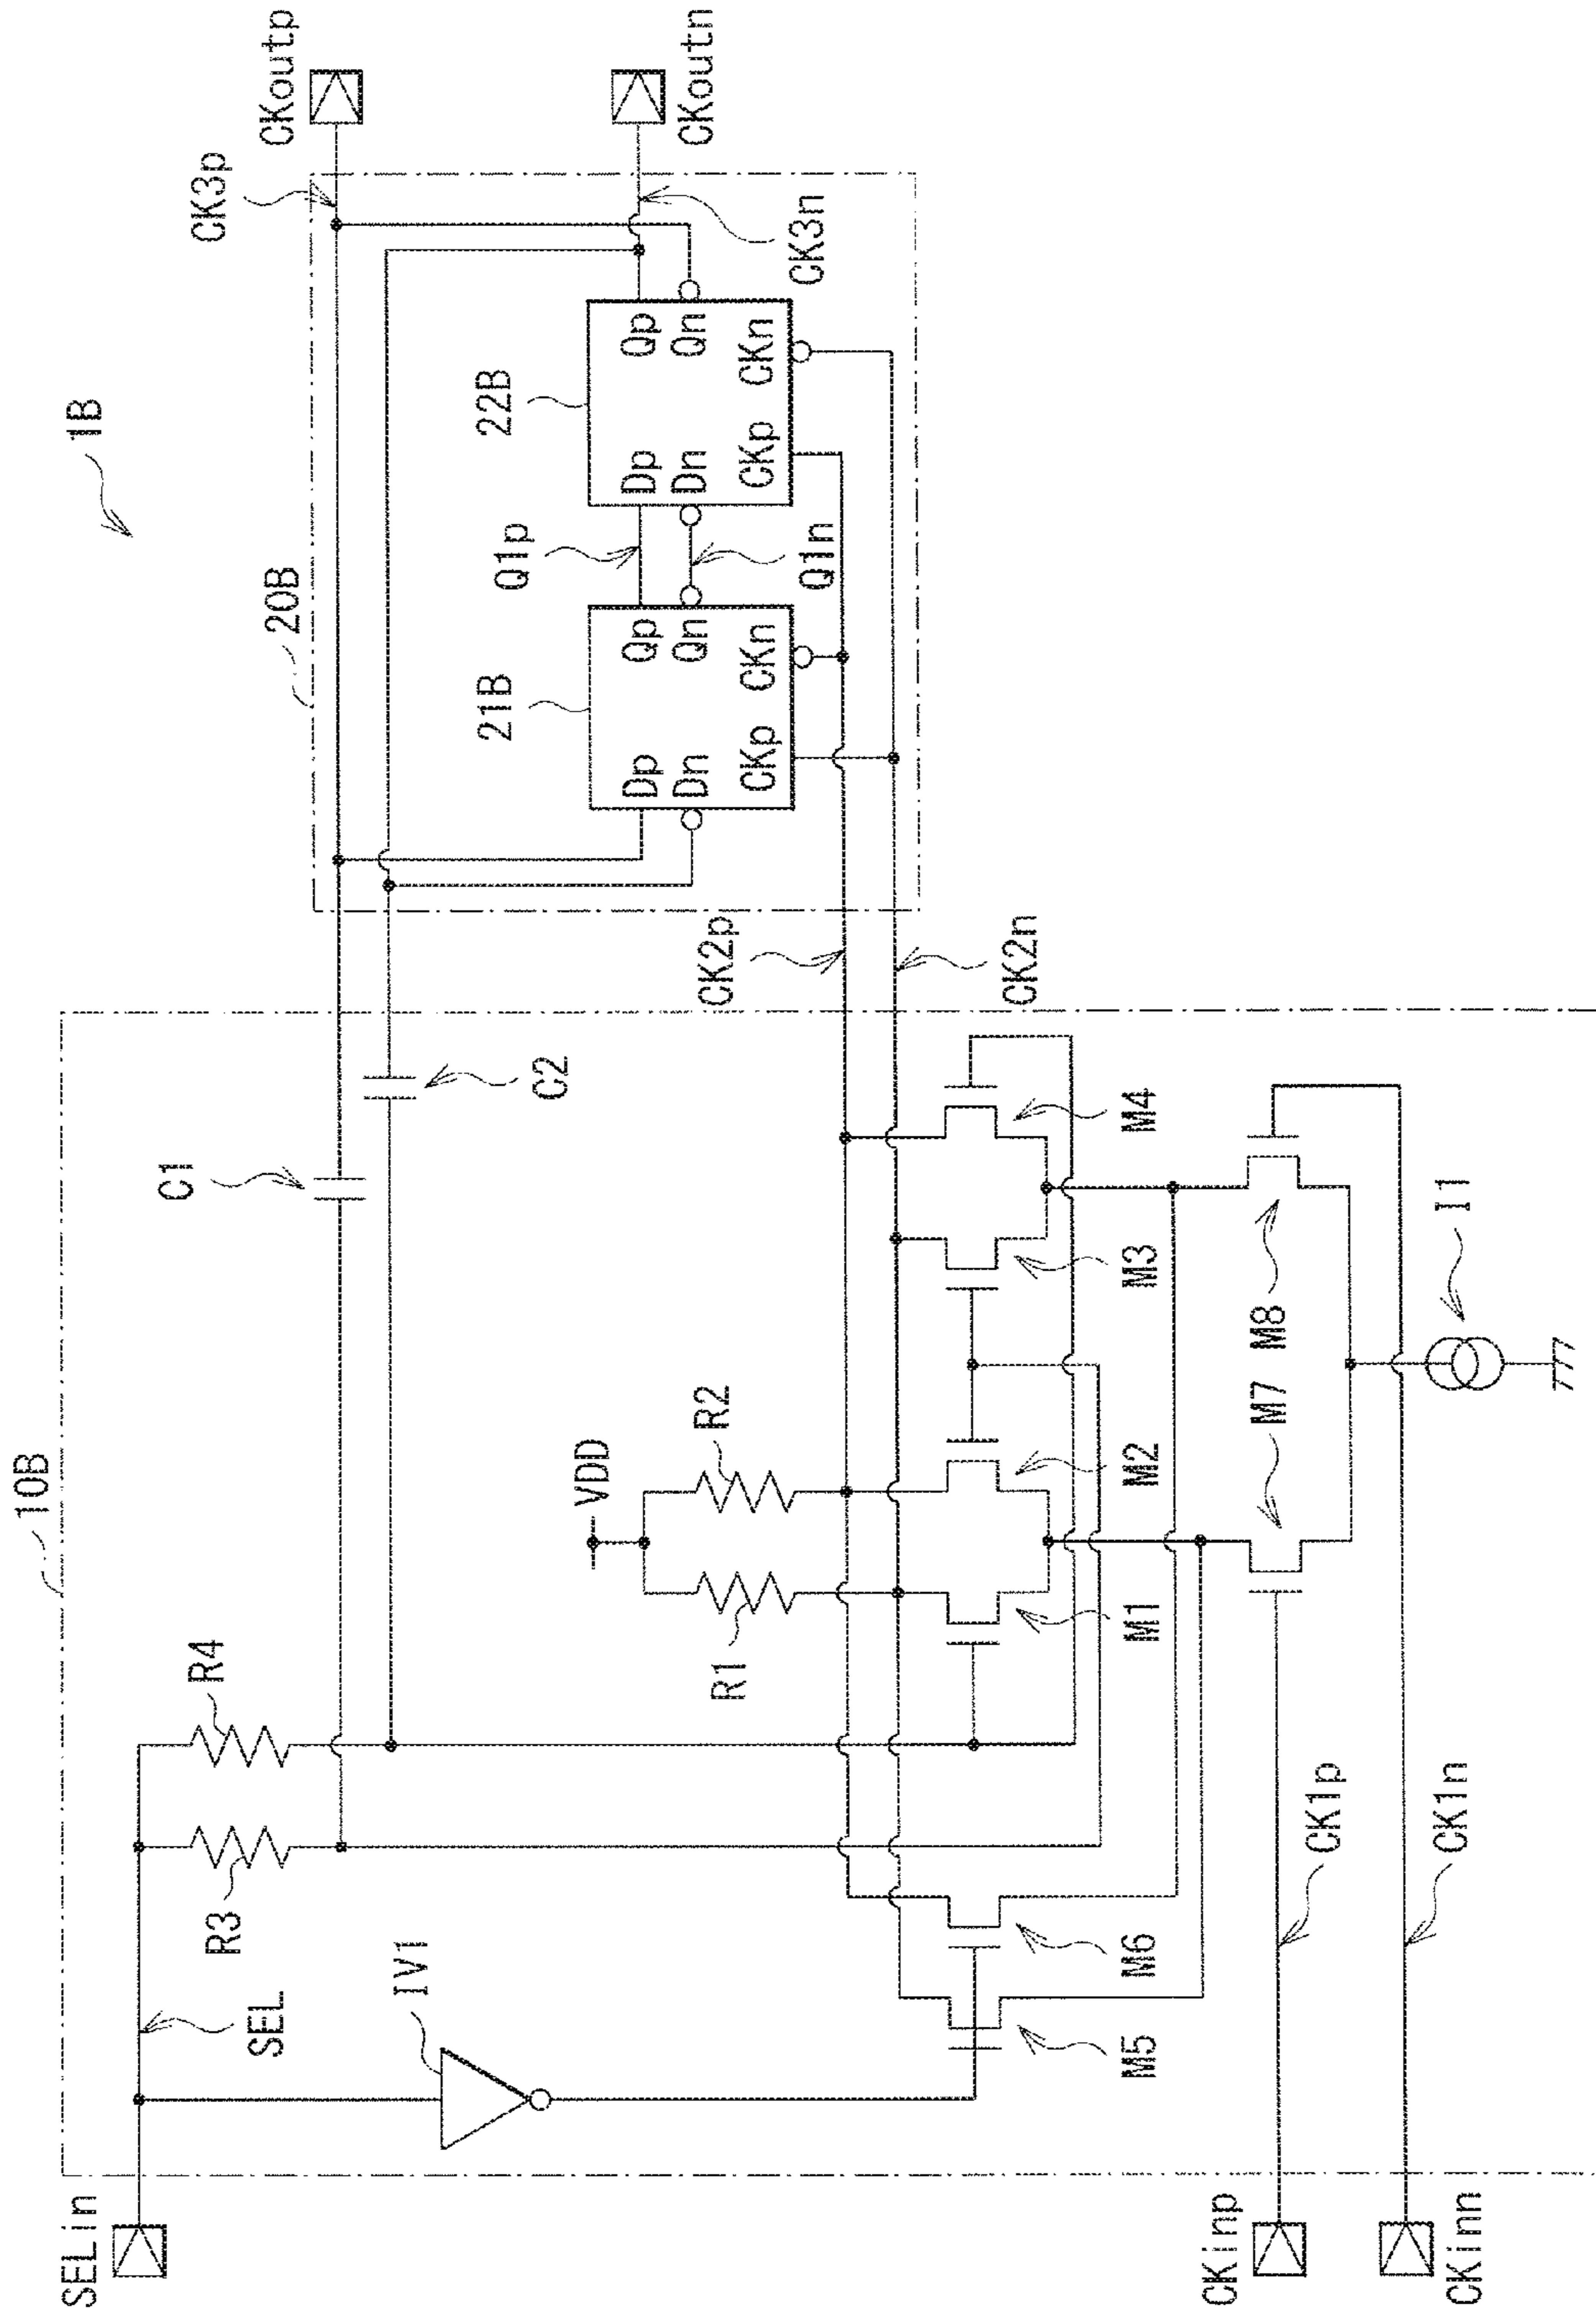 1B
10B
20B
SELin
SEL
R3
R4
C1
C2
CK3p
CKoutp
CKoutn
CK3n
IV1
VDD
R1
R2
21B
22B
Q1p
Q1n
Dp
Dn
Qp
Qn
CKp
CKn
Dp
Dn
Qp
Qn
CKp
CKn
CK2p
CK2n
M5
M6
M1
M2
M3
M4
M7
M8
I1
CKinp
CK1p
CKinn
CK1n